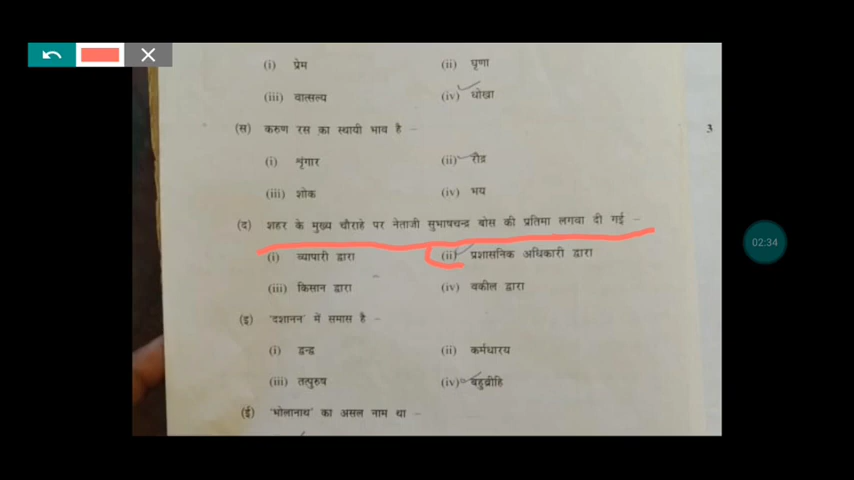 (i) प्रेम (ii) घृणा
(iii) वात्सल्य (iv) धोखा
(स) करुण रस का स्थायी भाव है – 3
(i) शृंगार (ii) रौद्र
(iii) शोक (iv) भय
(द) शहर के मुख्य चौराहे पर नेताजी सुभाषचन्द्र बोस की प्रतिमा लगवा दी गई –
(i) व्यापारी द्वारा (ii) प्रशासनिक अधिकारी द्वारा
(iii) किसान द्वारा (iv) वकील द्वारा
(इ) 'दशानन' में समास है –
(i) द्वन्द्व (ii) कर्मधारय
(iii) तत्पुरुष (iv) बहुब्रीहि
(ई) 'भोलानाथ' का असल नाम था –
02:34